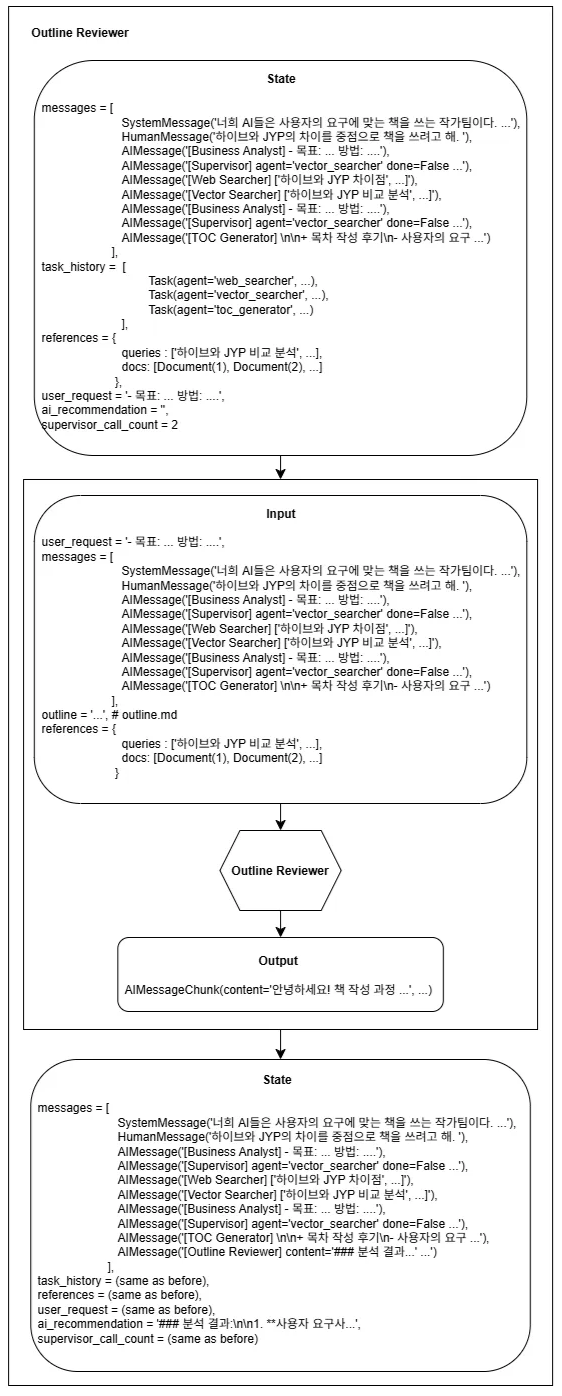 Outline Reviewer
State
messages = [
SystemMessage('너희 AI들은 사용자의 요구에 맞는 책을 쓰는 작가팀이다. ...'),
HumanMessage('하이브와 JYP의 차이를 중점으로 책을 쓰려고 해. '),
AIMessage('[Business Analyst] - 목표: ... 방법: ....'),
AIMessage('[Supervisor] agent='vector_searcher' done=False ...'),
AIMessage('[Web Searcher] ['하이브와 JYP 차이점', ...]'),
AIMessage('[Vector Searcher] ['하이브와 JYP 비교 분석', ...]'),
AIMessage('[Business Analyst] - 목표: ... 방법: ....'),
AIMessage('[Supervisor] agent='vector_searcher' done=False ...'),
AIMessage('[TOC Generator] \n\n+ 목차 작성 후기\n- 사용자의 요구 ...')
],
task_history = [
Task(agent='web_searcher', ...),
Task(agent='vector_searcher', ...),
Task(agent='toc_generator', ...)
],
references = {
queries : ['하이브와 JYP 비교 분석', ...],
docs: [Document(1), Document(2), ...]
},
user_request = '- 목표: ... 방법: ....',
ai_recommendation = '',
supervisor_call_count = 2
Input
user_request = '- 목표: ... 방법: ....',
messages = [
SystemMessage('너희 AI들은 사용자의 요구에 맞는 책을 쓰는 작가팀이다. ...'),
HumanMessage('하이브와 JYP의 차이를 중점으로 책을 쓰려고 해. '),
AIMessage('[Business Analyst] - 목표: ... 방법: ....'),
AIMessage('[Supervisor] agent='vector_searcher' done=False ...'),
AIMessage('[Web Searcher] ['하이브와 JYP 차이점', ...]'),
AIMessage('[Vector Searcher] ['하이브와 JYP 비교 분석', ...]'),
AIMessage('[Business Analyst] - 목표: ... 방법: ....'),
AIMessage('[Supervisor] agent='vector_searcher' done=False ...'),
AIMessage('[TOC Generator] \n\n+ 목차 작성 후기\n- 사용자의 요구 ...')
],
outline = '...', # outline.md
references = {
queries : ['하이브와 JYP 비교 분석', ...],
docs: [Document(1), Document(2), ...]
}
Outline Reviewer
Output
AIMessageChunk(content='안녕하세요! 책 작성 과정 ...', ...)
State
messages = [
SystemMessage('너희 AI들은 사용자의 요구에 맞는 책을 쓰는 작가팀이다. ...'),
HumanMessage('하이브와 JYP의 차이를 중점으로 책을 쓰려고 해. '),
AIMessage('[Business Analyst] - 목표: ... 방법: ....'),
AIMessage('[Supervisor] agent='vector_searcher' done=False ...'),
AIMessage('[Web Searcher] ['하이브와 JYP 차이점', ...]'),
AIMessage('[Vector Searcher] ['하이브와 JYP 비교 분석', ...]'),
AIMessage('[Business Analyst] - 목표: ... 방법: ....'),
AIMessage('[Supervisor] agent='vector_searcher' done=False ...'),
AIMessage('[TOC Generator] \n\n+ 목차 작성 후기\n- 사용자의 요구 ...'),
AIMessage('[Outline Reviewer] content='### 분석 결과...' ...')
],
task_history = (same as before),
references = (same as before),
user_request = (same as before),
ai_recommendation = '### 분석 결과:\n\n1. **사용자 요구사...',
supervisor_call_count = (same as before)